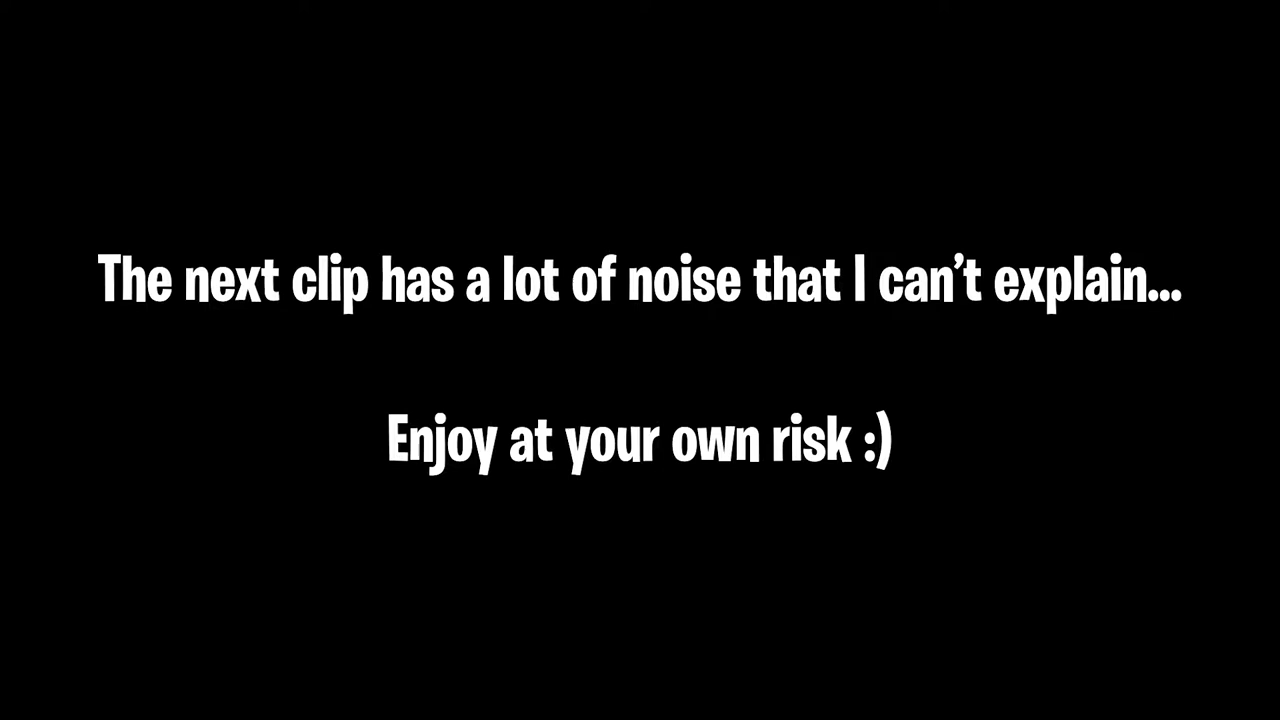 The next clip has a lot of noise that I can’t explain...
Enjoy at your own risk :)